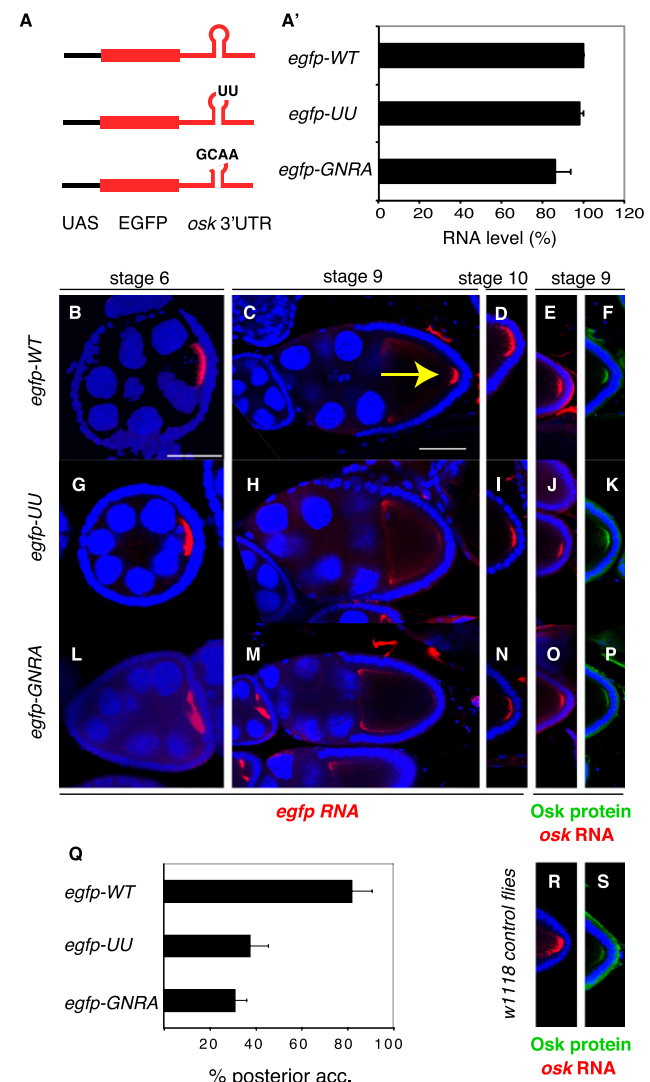 A
UU
GCAA
UAS EGFP osk 3'UTR
A'
egfp-WT
egfp-UU
egfp-GNRA
0 20 40 60 80 100 120
RNA level (%)
stage 6 stage 9 stage 10 stage 9
egfp-WT
B C D E F
egfp-UU
G H I J K
egfp-GNRA
L M N O P
egfp RNA
Osk protein
osk RNA
Q
egfp-WT
egfp-UU
egfp-GNRA
20 40 60 80 100
% posterior acc.
w1118 control flies
R S
Osk protein
osk RNA